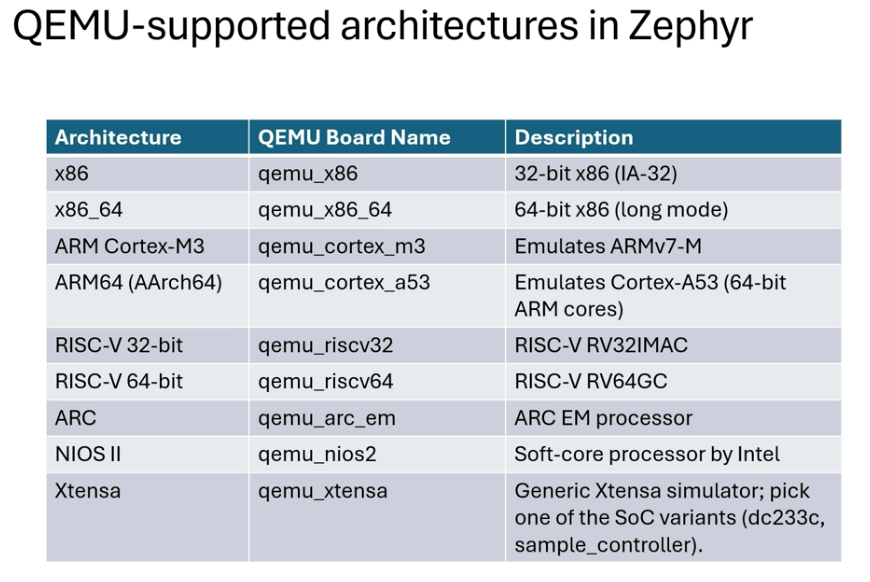 QEMU-supported architectures in Zephyr
Architecture QEMU Board Name Description
x86 qemu_x86 32-bit x86 (IA-32)
x86_64 qemu_x86_64 64-bit x86 (long mode)
ARM Cortex-M3 qemu_cortex_m3 Emulates ARMv7-M
ARM64 (AArch64) qemu_cortex_a53 Emulates Cortex-A53 (64-bit
ARM cores)
RISC-V 32-bit qemu_riscv32 RISC-V RV32IMAC
RISC-V 64-bit qemu_riscv64 RISC-V RV64GC
ARC qemu_arc_em ARC EM processor
NIOS II qemu_nios2 Soft-core processor by Intel
Xtensa qemu_xtensa Generic Xtensa simulator; pick
one of the SoC variants (dc233c,
sample_controller).